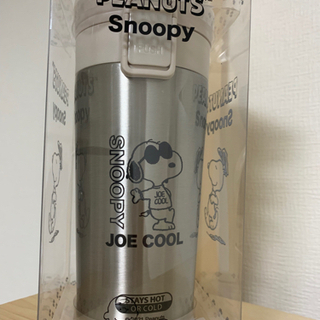 PEANUTS
Snoopy
SNOOPY
JOE
COOL
JOE COOL
STAYS HOT
OR COLD